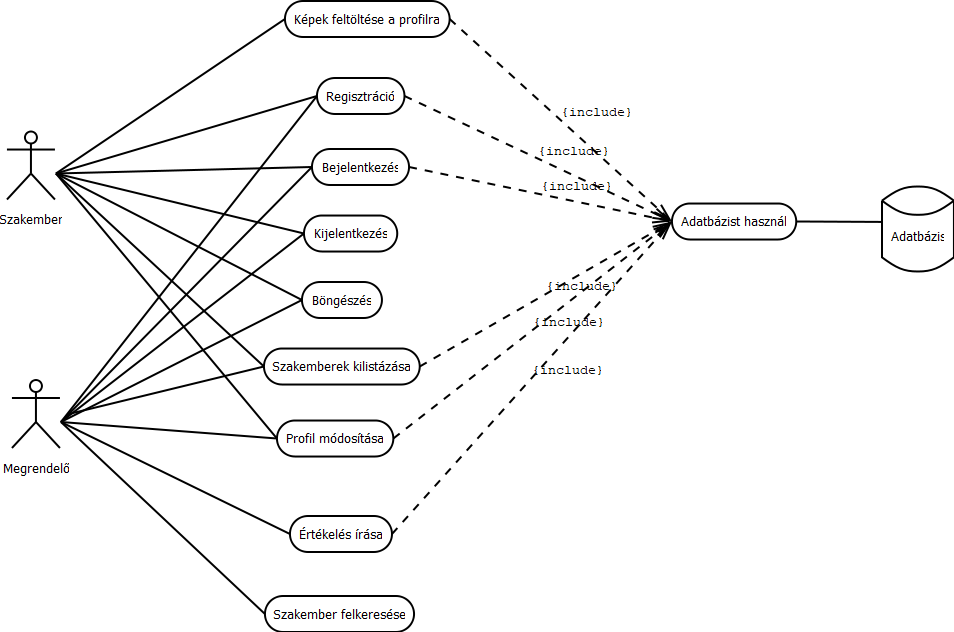 Képek feltöltése a profilra
Regisztráció
{include}
{include}
Bejelentkezés
{include}
Szakember
Adatbázist használ
Kijelentkezés
Adatbázis
{include}
Böngészés
{include}
Szakemberek kilistázása
{include}
Profil módosítása
Megrendelő
Értékelés írása
Szakember felkeresése